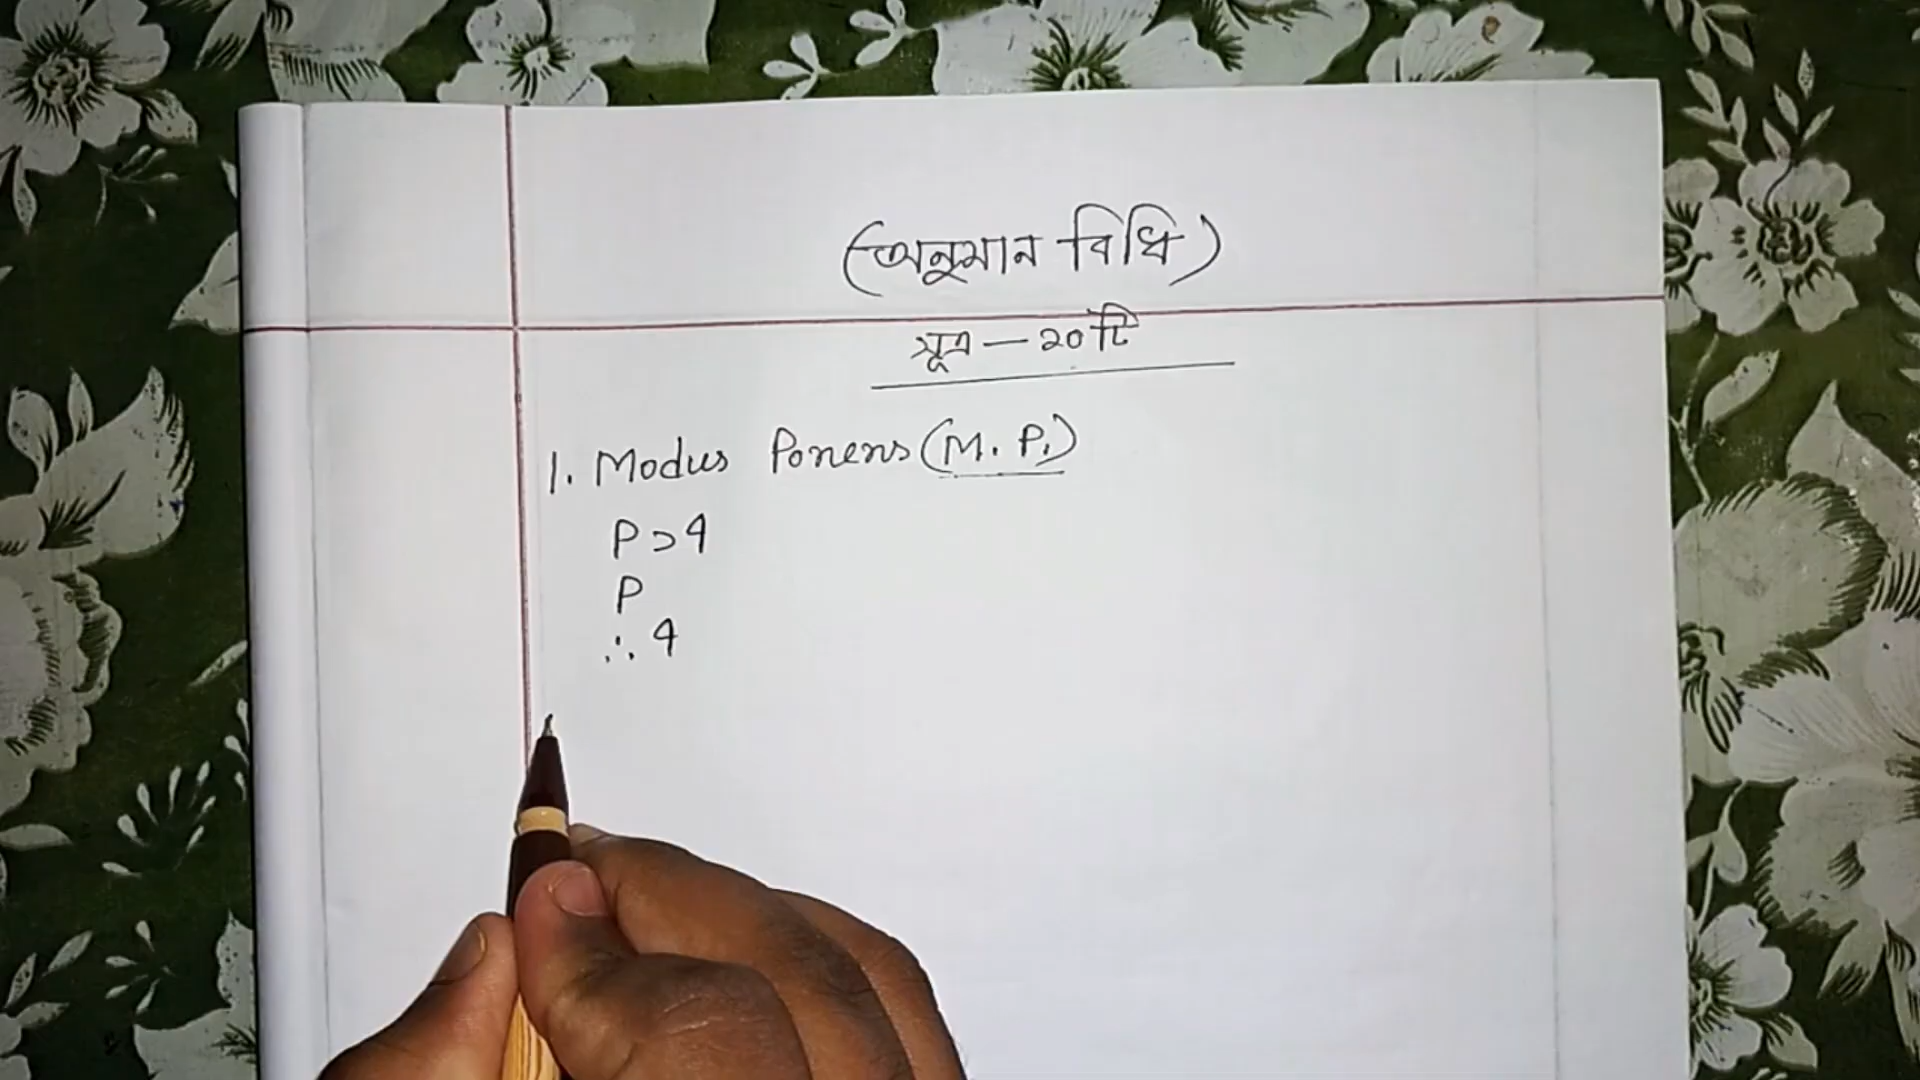 (অনুমান বিধি)
সূত্র — ২০টি
1. Modus Ponens (M. P.)
P ⊃ q
P
∴ q